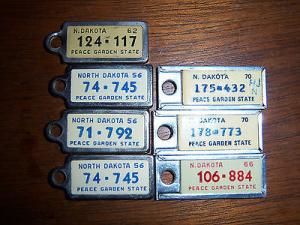 N. DAKOTA 62
124-117
PEACE GARDEN STATE
NORTH DAKOTA 56
74-745
PEACE GARDEN STATE
N. DAKOTA 70
175-432
PEACE GARDEN STATE
NORTH DAKOTA 56
71-792
PEACE GARDEN STATE
N. DAKOTA 70
178-773
PEACE GARDEN STATE
NORTH DAKOTA 56
74-745
PEACE GARDEN STATE
N. DAKOTA 66
106-884
PEACE GARDEN STATE